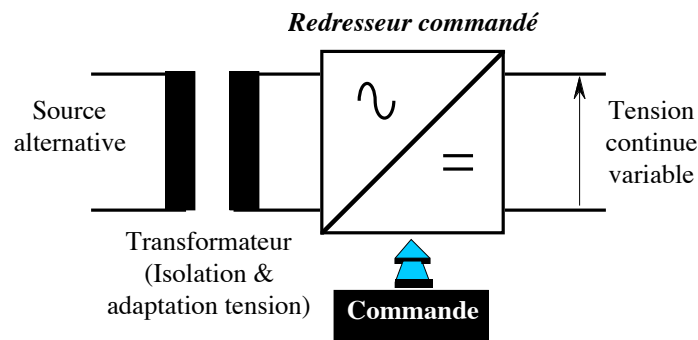 Redresseur commandé
Source
alternative
Transformateur
(Isolation &
adaptation tension)
Tension
continue
variable
Commande